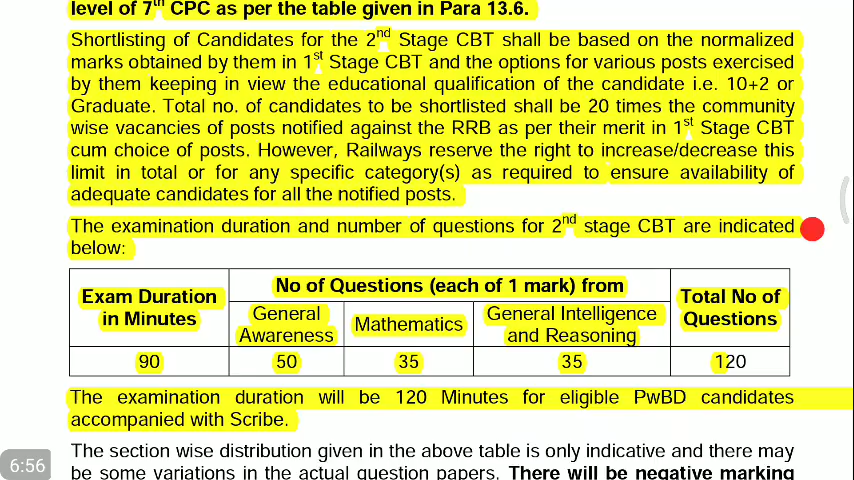 level of 7th CPC as per the table given in Para 13.6.
Shortlisting of Candidates for the 2nd Stage CBT shall be based on the normalized
marks obtained by them in 1st Stage CBT and the options for various posts exercised
by them keeping in view the educational qualification of the candidate i.e. 10+2 or
Graduate. Total no. of candidates to be shortlisted shall be 20 times the community
wise vacancies of posts notified against the RRB as per their merit in 1st Stage CBT
cum choice of posts. However, Railways reserve the right to increase/decrease this
limit in total or for any specific category(s) as required to ensure availability of
adequate candidates for all the notified posts.
The examination duration and number of questions for 2nd stage CBT are indicated
below:
Exam Duration
in Minutes
No of Questions (each of 1 mark) from
Total No of
Questions
General
Awareness
Mathematics
General Intelligence
and Reasoning
90 50 35 35 120
The examination duration will be 120 Minutes for eligible PwBD candidates
accompanied with Scribe.
The section wise distribution given in the above table is only indicative and there may
be some variations in the actual question papers. There will be negative marking
6:56